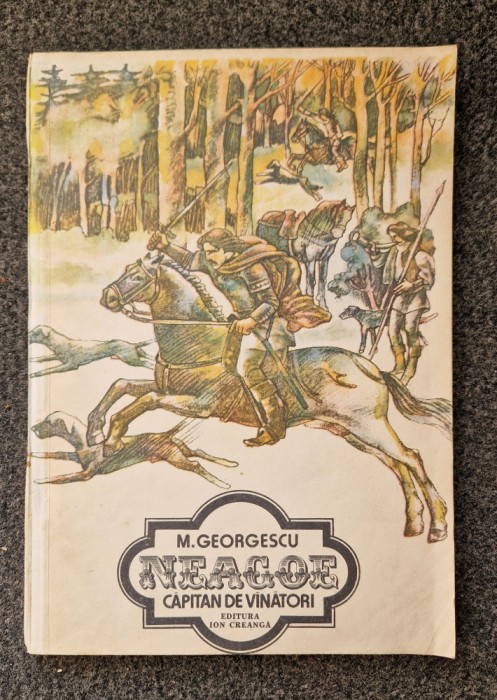 M. GEORGESCU
NEAGOE
CĂPITAN DE VÎNĂTORI
EDITURA
ION CREANGĂ